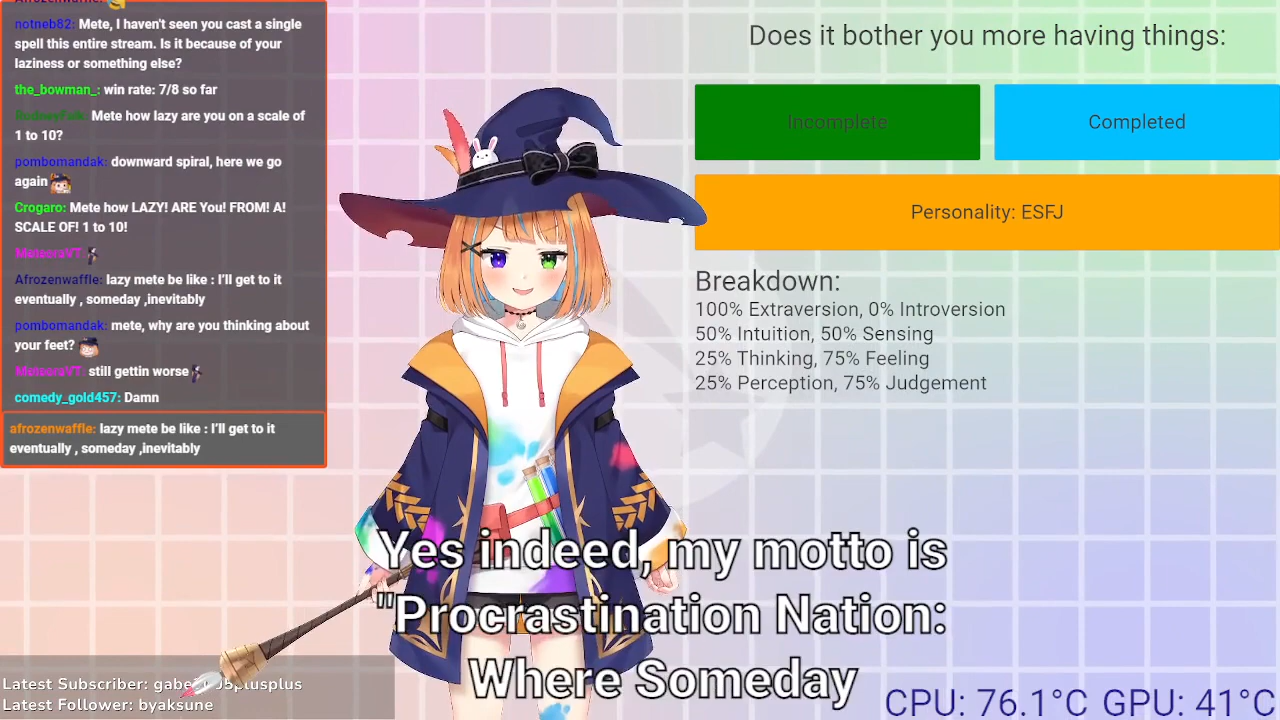 notneb82: Mete, I haven't seen you cast a single
spell this entire stream. Is it because of your
laziness or something else?
the_bowman_: win rate: 7/8 so far
Mete how lazy are you on a scale of
1 to 10?
pombomandak: downward spiral, here we go
again
Crogaro: Mete how LAZY! ARE You! FROM! A!
SCALE OF! 1 to 10!
MeteoraVT:
Afrozenwaffle: lazy mete be like : I'll get to it
eventually , someday ,inevitably
pombomandak: mete, why are you thinking about
your feet?
MeteoraVT: still gettin worse
comedy_gold457: Damn
afrozenwaffle: lazy mete be like : I'll get to it
eventually , someday ,inevitably
Does it bother you more having things:
Incomplete
Completed
Personality: ESFJ
Breakdown:
100% Extraversion, 0% Introversion
50% Intuition, 50% Sensing
25% Thinking, 75% Feeling
25% Perception, 75% Judgement
Yes indeed, my motto is
"Procrastination Nation:
Where Someday
Latest Subscriber:
Latest Follower: byaksune
CPU: 76.1°C GPU: 41°C